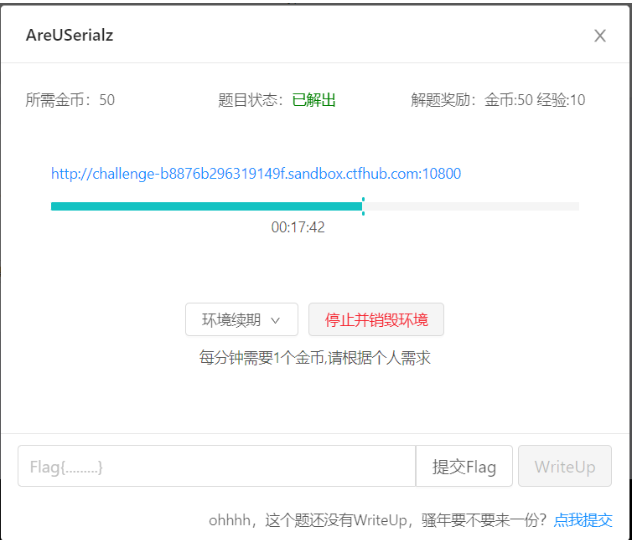 AreUSerialz
所需金币：50 题目状态：已解出 解题奖励：金币:50 经验:10
http://challenge-b8876b296319149f.sandbox.ctfhub.com:10800
00:17:42
环境续期 停止并销毁环境
每分钟需要1个金币,请根据个人需求
Flag{.........} 提交Flag WriteUp
ohhhh，这个题还没有WriteUp，骚年要不要来一份？点我提交